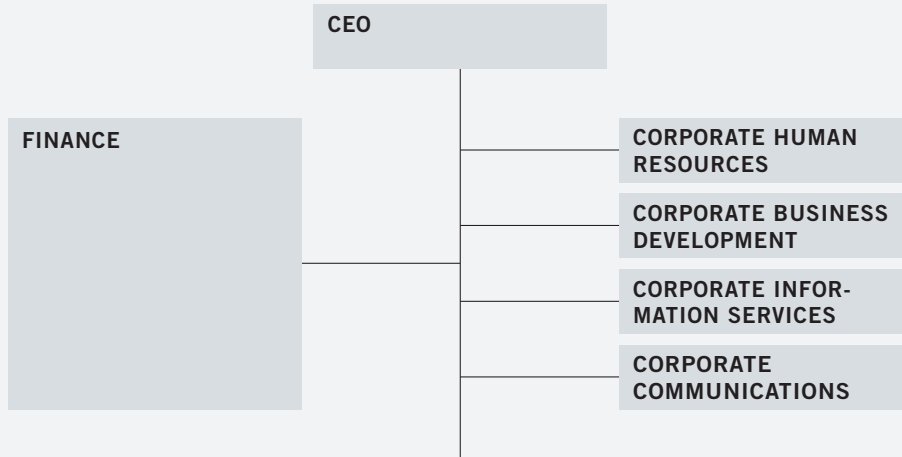 CEO
FINANCE
CORPORATE HUMAN
RESOURCES
CORPORATE BUSINESS
DEVELOPMENT
CORPORATE INFOR-
MATION SERVICES
CORPORATE
COMMUNICATIONS